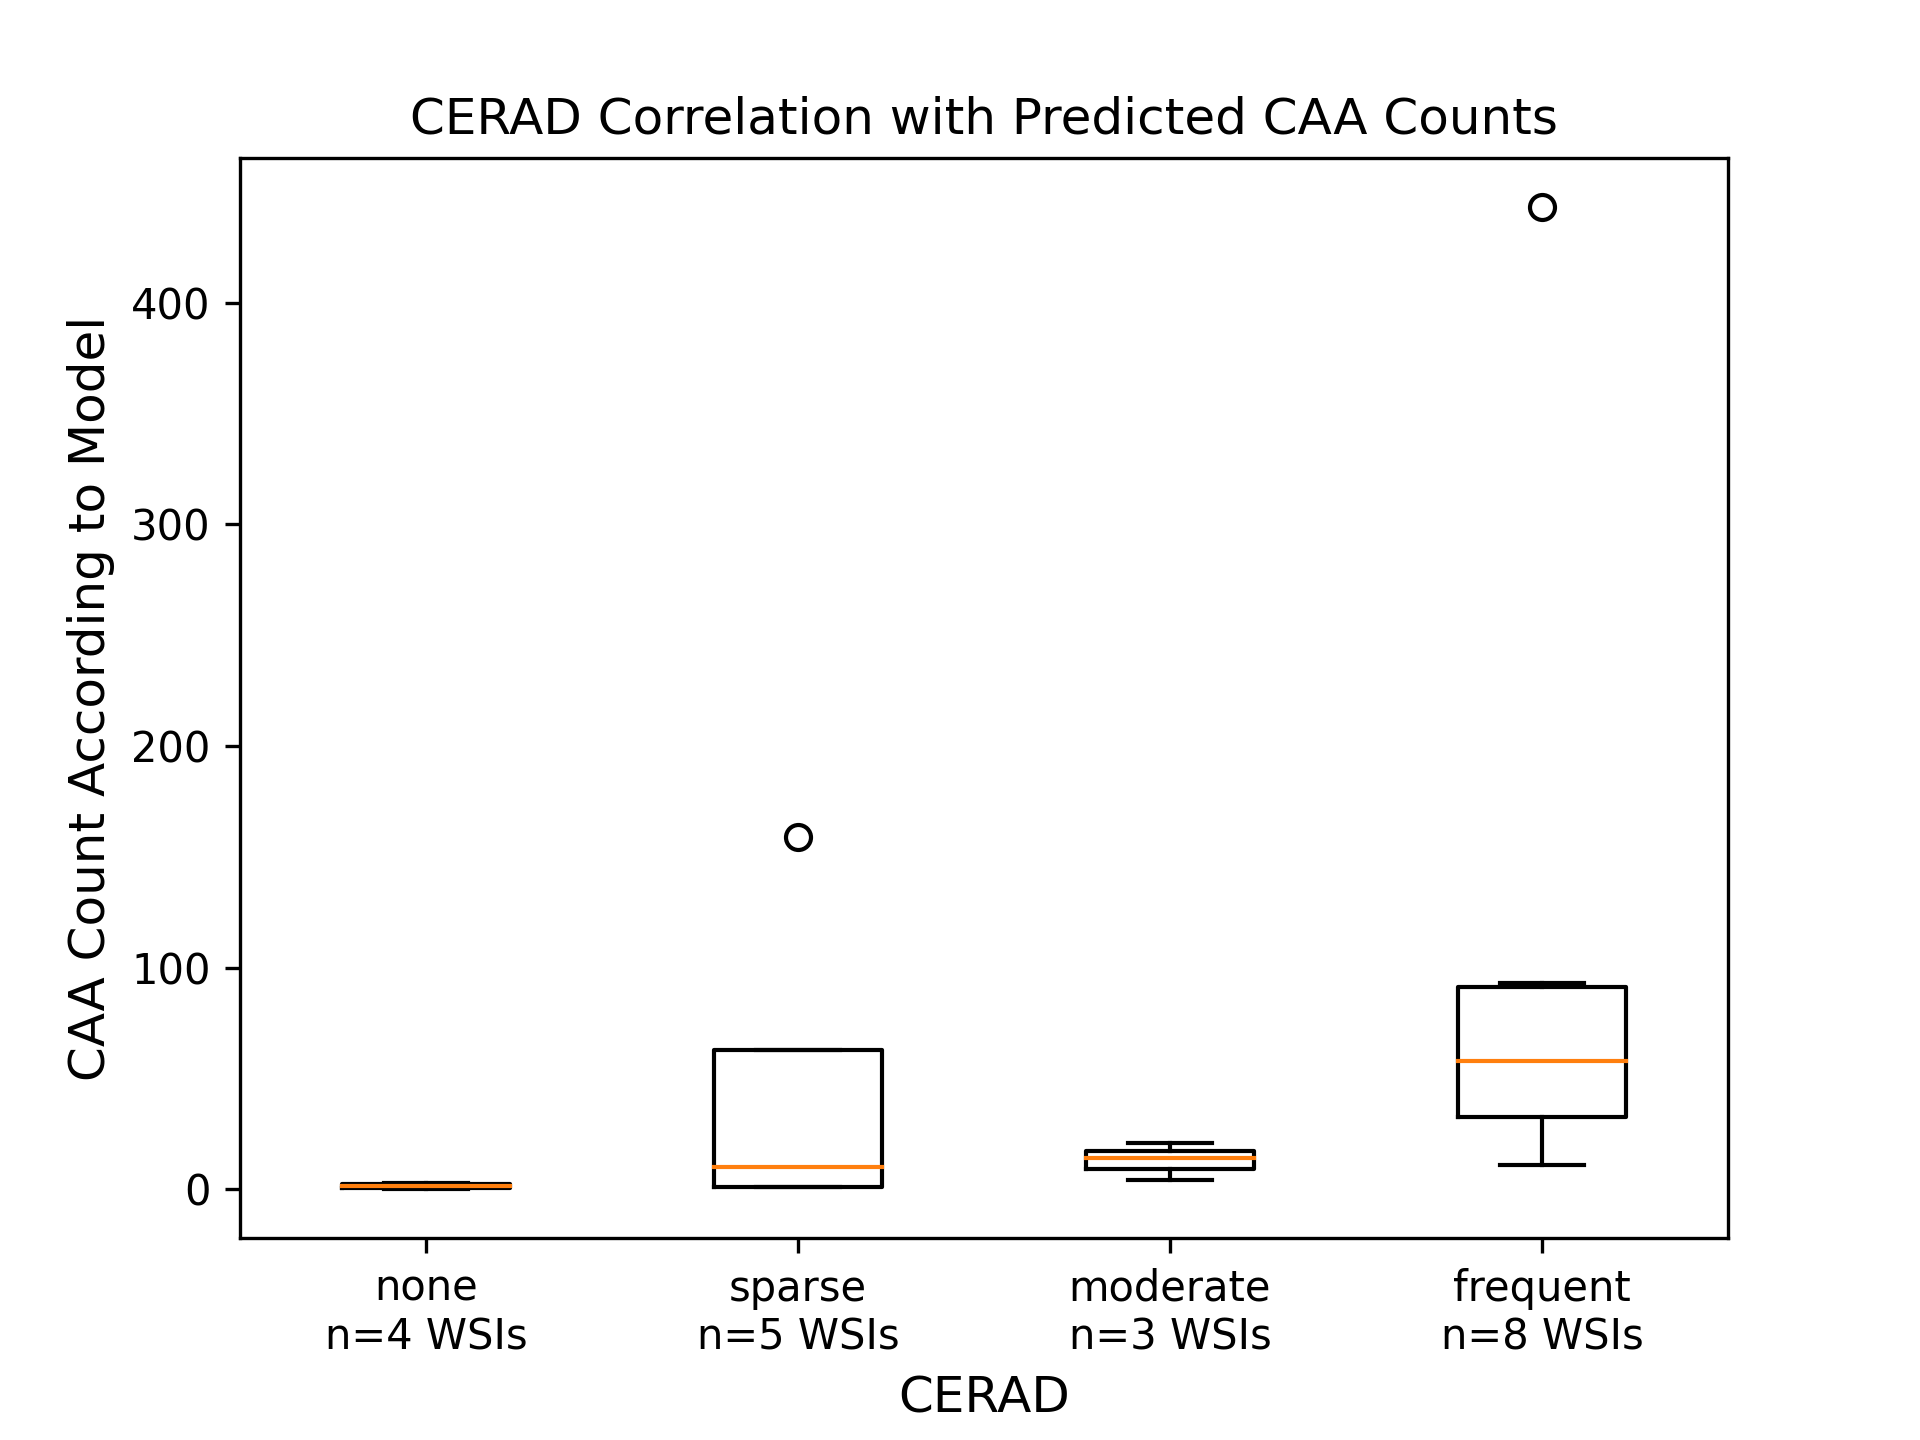 CERAD Correlation with Predicted CAA Counts
CAA Count According to Model
400
300
200
100
0
none
n=4 WSIs
sparse
n=5 WSIs
moderate
n=3 WSIs
frequent
n=8 WSIs
CERAD